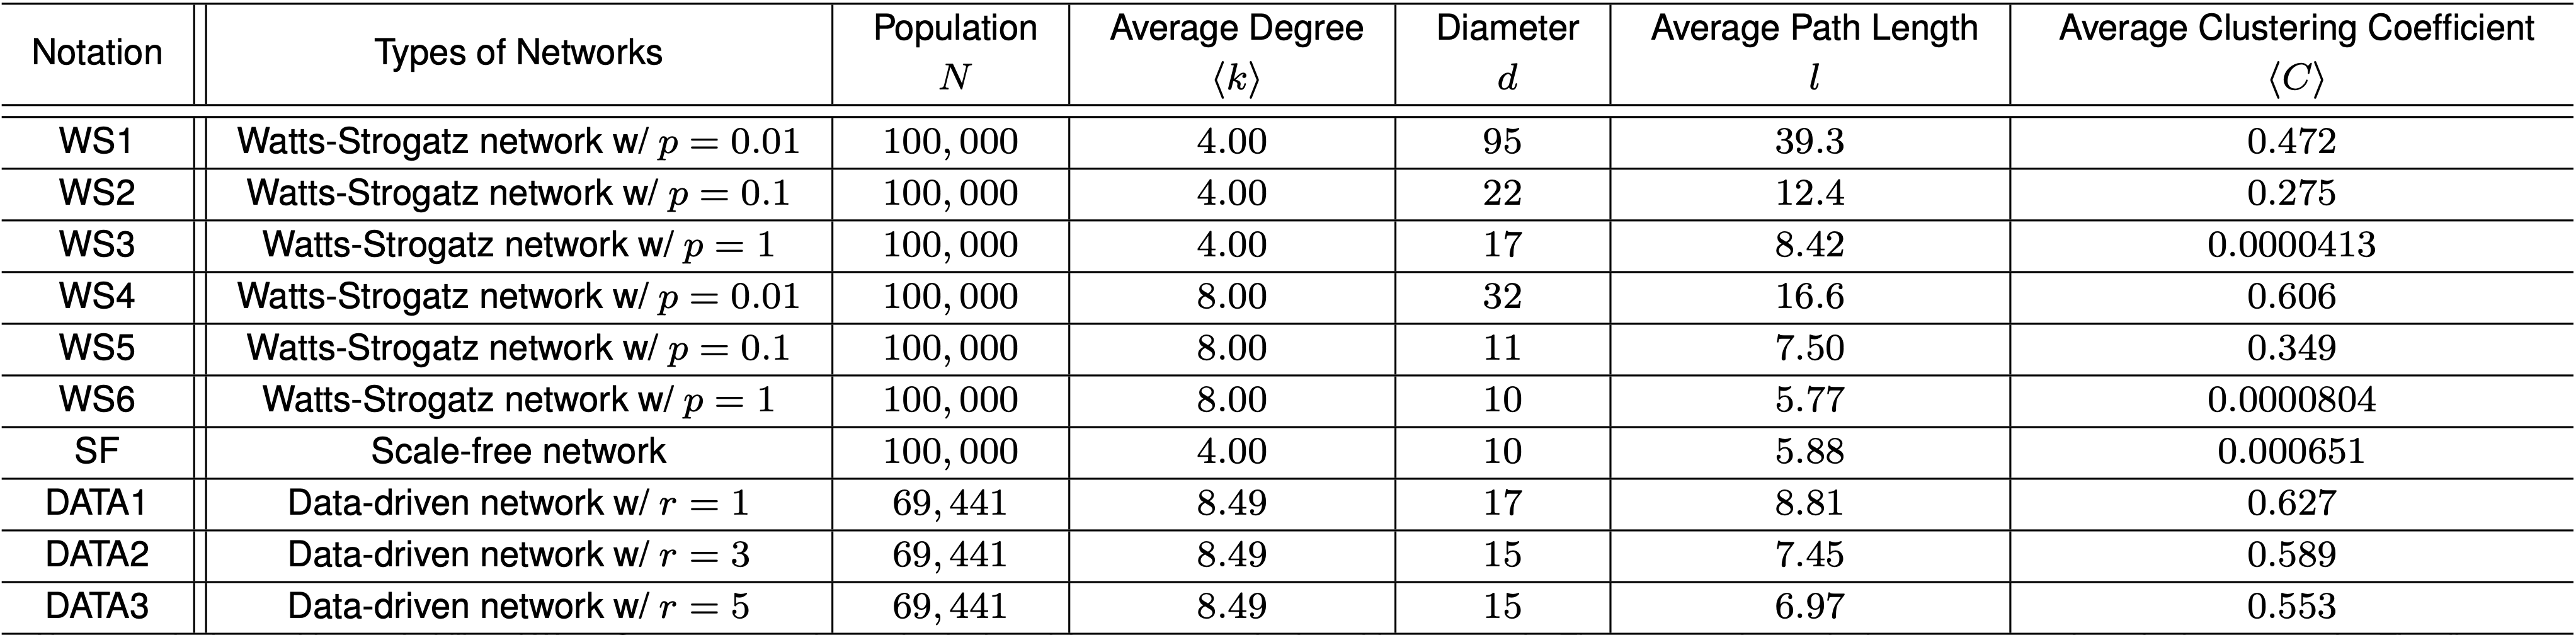 Notation Types of Networks Population N Average Degree ⟨k⟩ Diameter d Average Path Length l Average Clustering Coefficient ⟨C⟩
WS1 Watts-Strogatz network w/ p = 0.01 100,000 4.00 95 39.3 0.472
WS2 Watts-Strogatz network w/ p = 0.1 100,000 4.00 22 12.4 0.275
WS3 Watts-Strogatz network w/ p = 1 100,000 4.00 17 8.42 0.0000413
WS4 Watts-Strogatz network w/ p = 0.01 100,000 8.00 32 16.6 0.606
WS5 Watts-Strogatz network w/ p = 0.1 100,000 8.00 11 7.50 0.349
WS6 Watts-Strogatz network w/ p = 1 100,000 8.00 10 5.77 0.0000804
SF Scale-free network 100,000 4.00 10 5.88 0.000651
DATA1 Data-driven network w/ r = 1 69,441 8.49 17 8.81 0.627
DATA2 Data-driven network w/ r = 3 69,441 8.49 15 7.45 0.589
DATA3 Data-driven network w/ r = 5 69,441 8.49 15 6.97 0.553